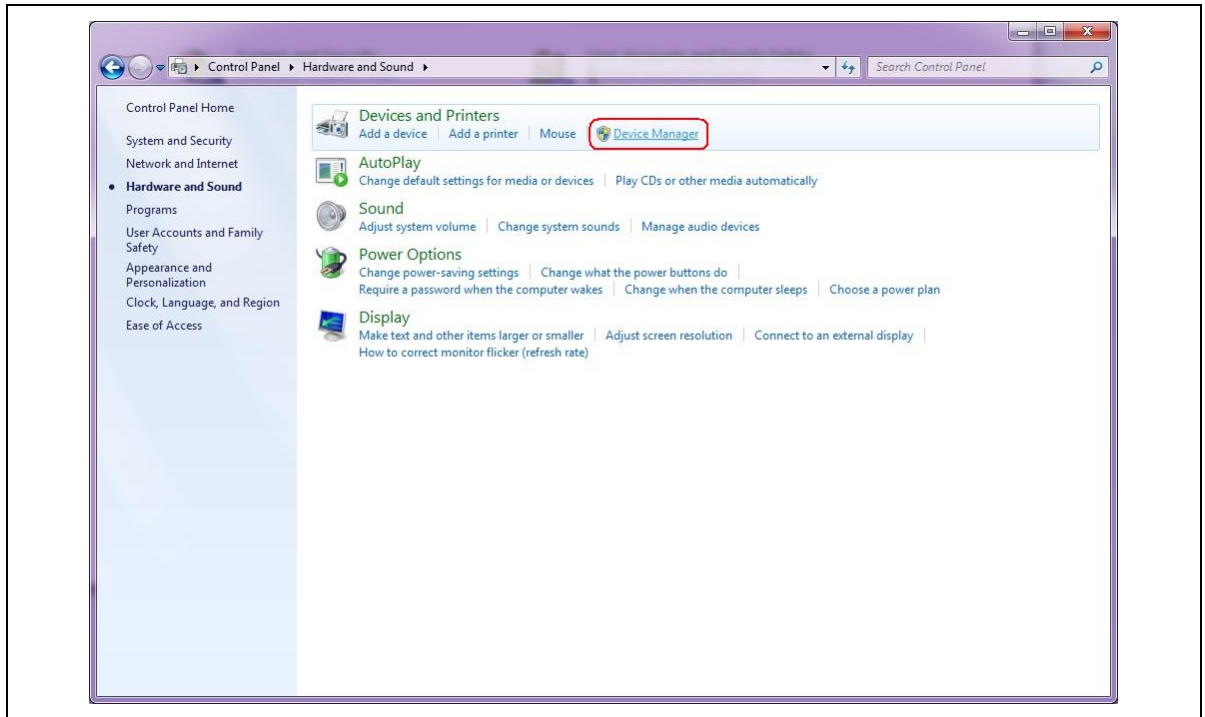 Control Panel ▸ Hardware and Sound ▸
Search Control Panel
Control Panel Home
System and Security
Network and Internet
Hardware and Sound
Programs
User Accounts and Family
Safety
Appearance and
Personalization
Clock, Language, and Region
Ease of Access
Devices and Printers
Add a device | Add a printer | Mouse | Device Manager
AutoPlay
Change default settings for media or devices | Play CDs or other media automatically
Sound
Adjust system volume | Change system sounds | Manage audio devices
Power Options
Change power-saving settings | Change what the power buttons do |
Require a password when the computer wakes | Change when the computer sleeps | Choose a power plan
Display
Make text and other items larger or smaller | Adjust screen resolution | Connect to an external display |
How to correct monitor flicker (refresh rate)